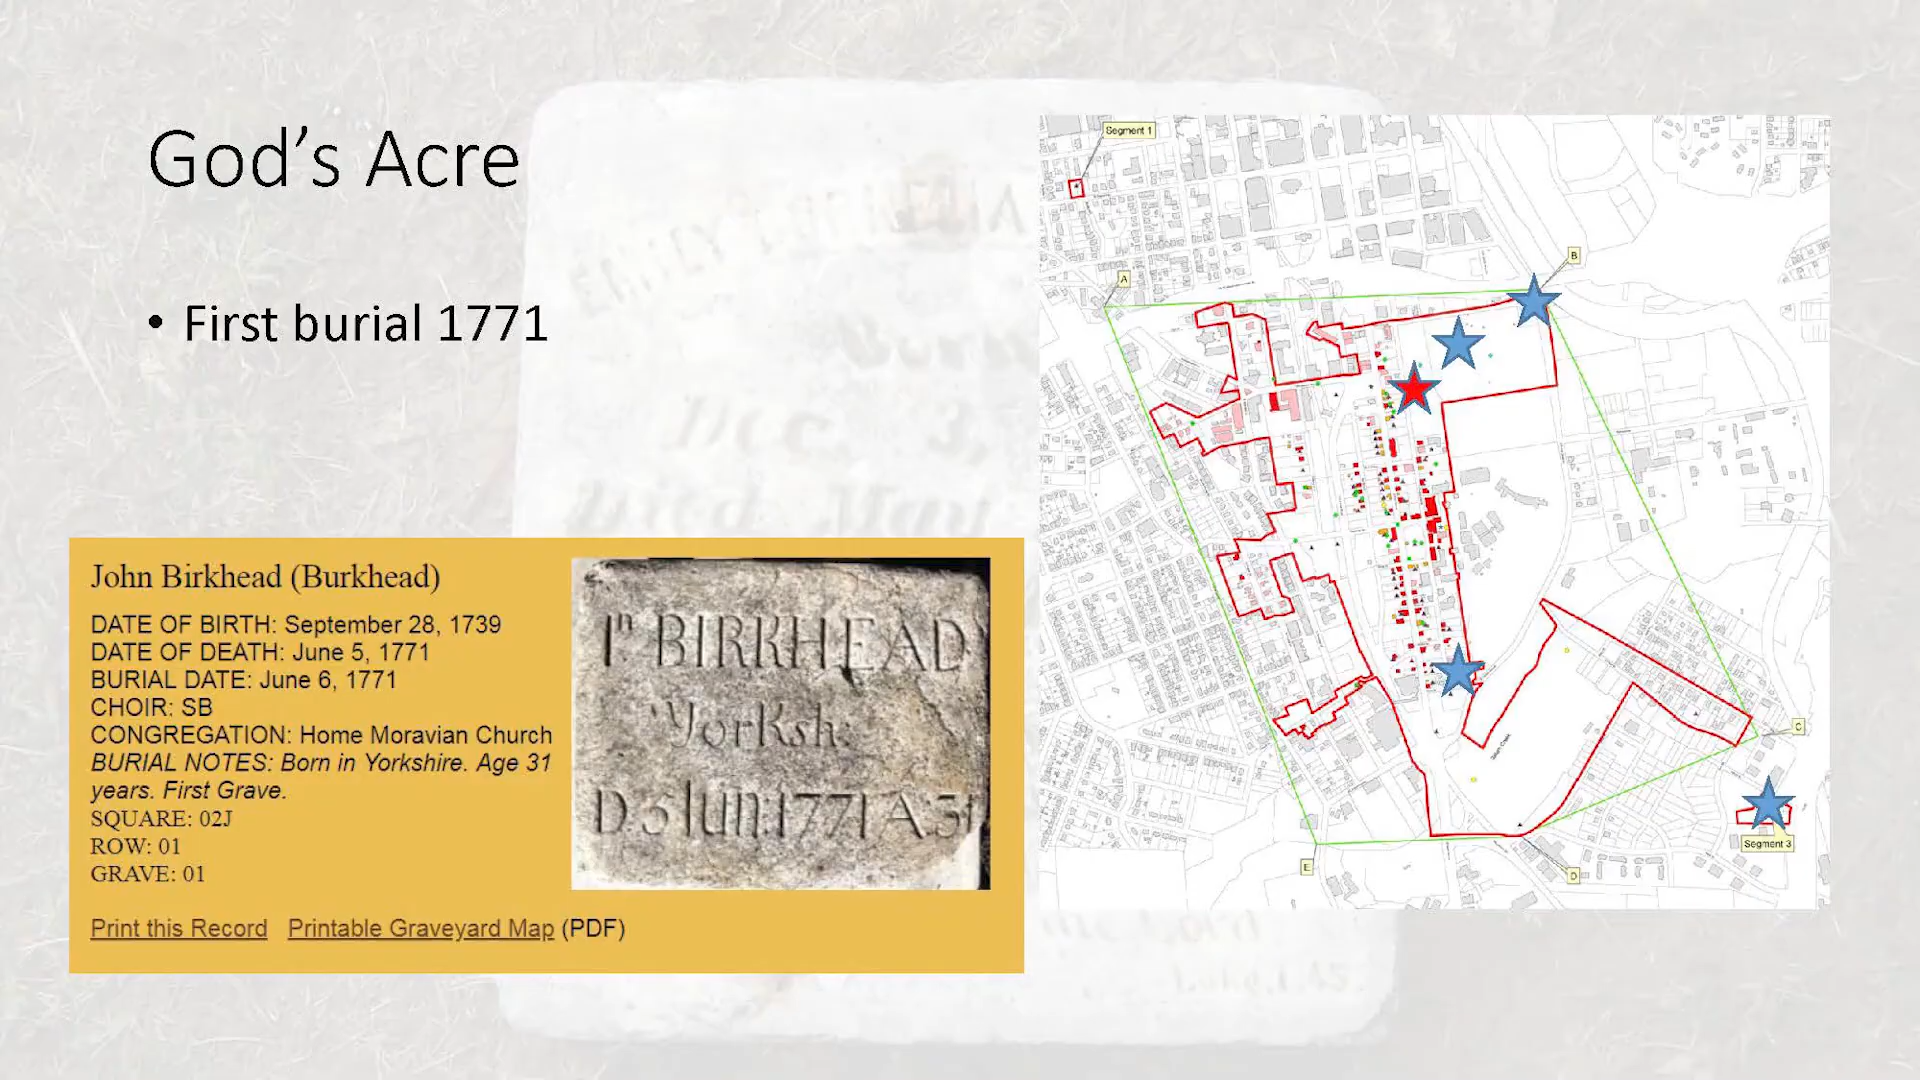 God's Acre
• First burial 1771
John Birkhead (Burkhead)
DATE OF BIRTH: September 28, 1739
DATE OF DEATH: June 5, 1771
BURIAL DATE: June 6, 1771
CHOIR: SB
CONGREGATION: Home Moravian Church
BURIAL NOTES: Born in Yorkshire. Age 31
years. First Grave.
SQUARE: 02J
ROW: 01
GRAVE: 01
Print this Record Printable Graveyard Map (PDF)
Iⁿ BIRKHEAD
Yorksh:
D. 5 Iun: 1771 A: 31
Segment 1
A
B
C
Segment 3
D
E